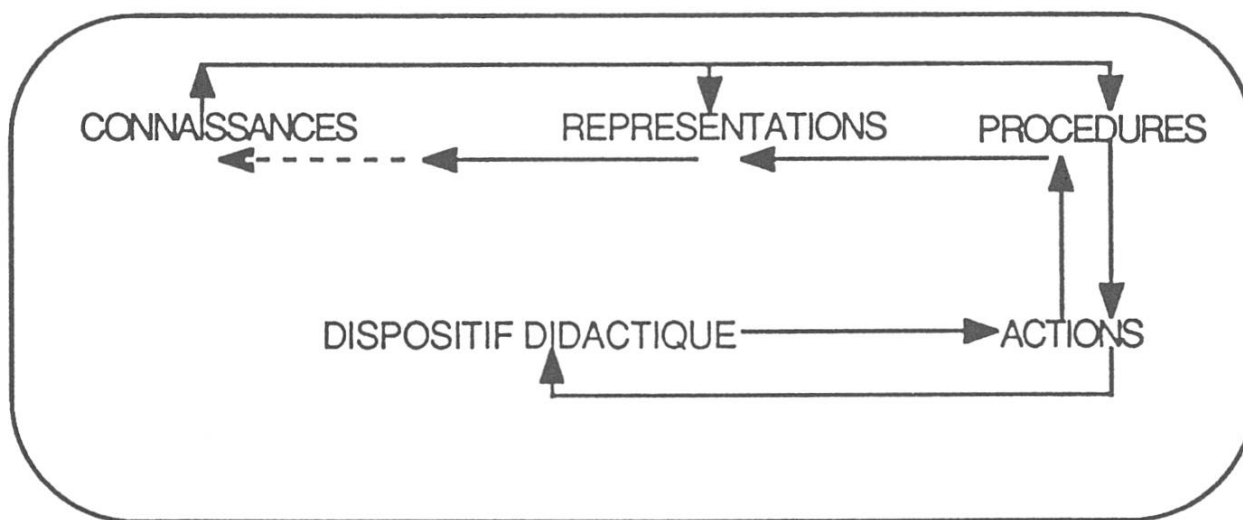 CONNAISSANCES REPRESENTATIONS PROCEDURES
DISPOSITIF DIDACTIQUE ACTIONS